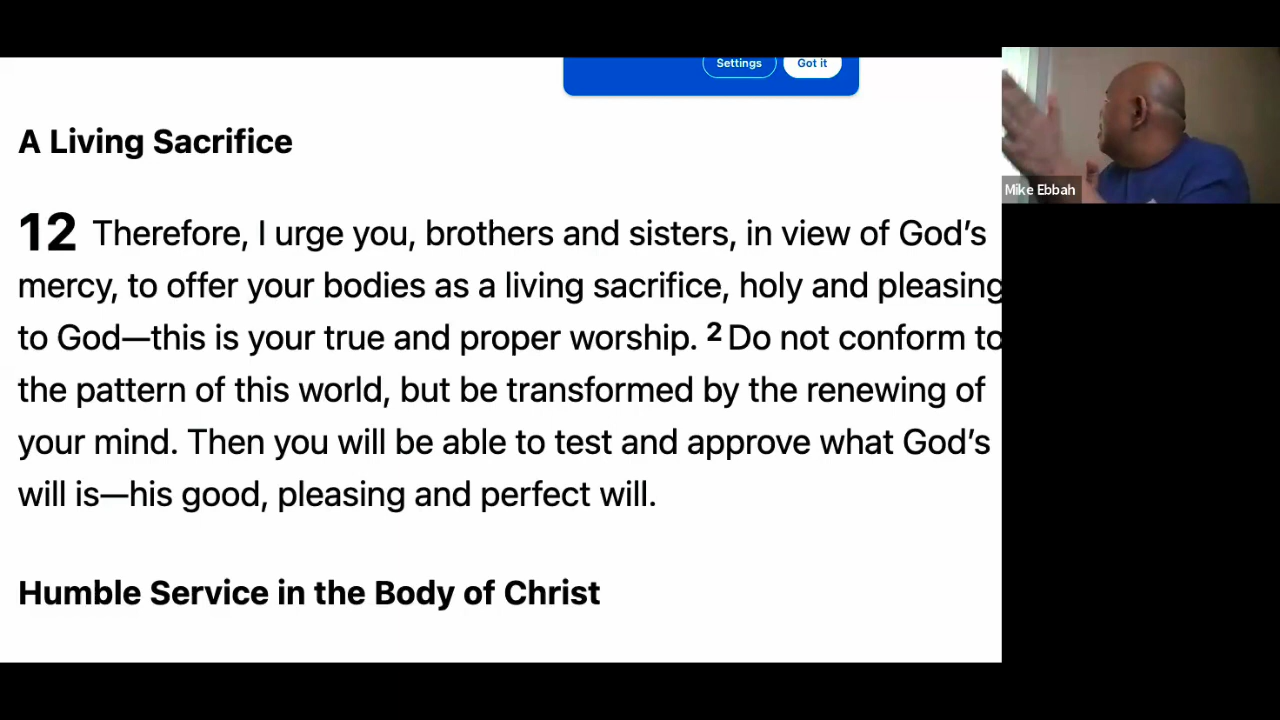 Settings
Got it
A Living Sacrifice
12 Therefore, I urge you, brothers and sisters, in view of God’s
mercy, to offer your bodies as a living sacrifice, holy and pleasing
to God—this is your true and proper worship. 2 Do not conform to
the pattern of this world, but be transformed by the renewing of
your mind. Then you will be able to test and approve what God’s
will is—his good, pleasing and perfect will.
Humble Service in the Body of Christ
Mike Ebbah